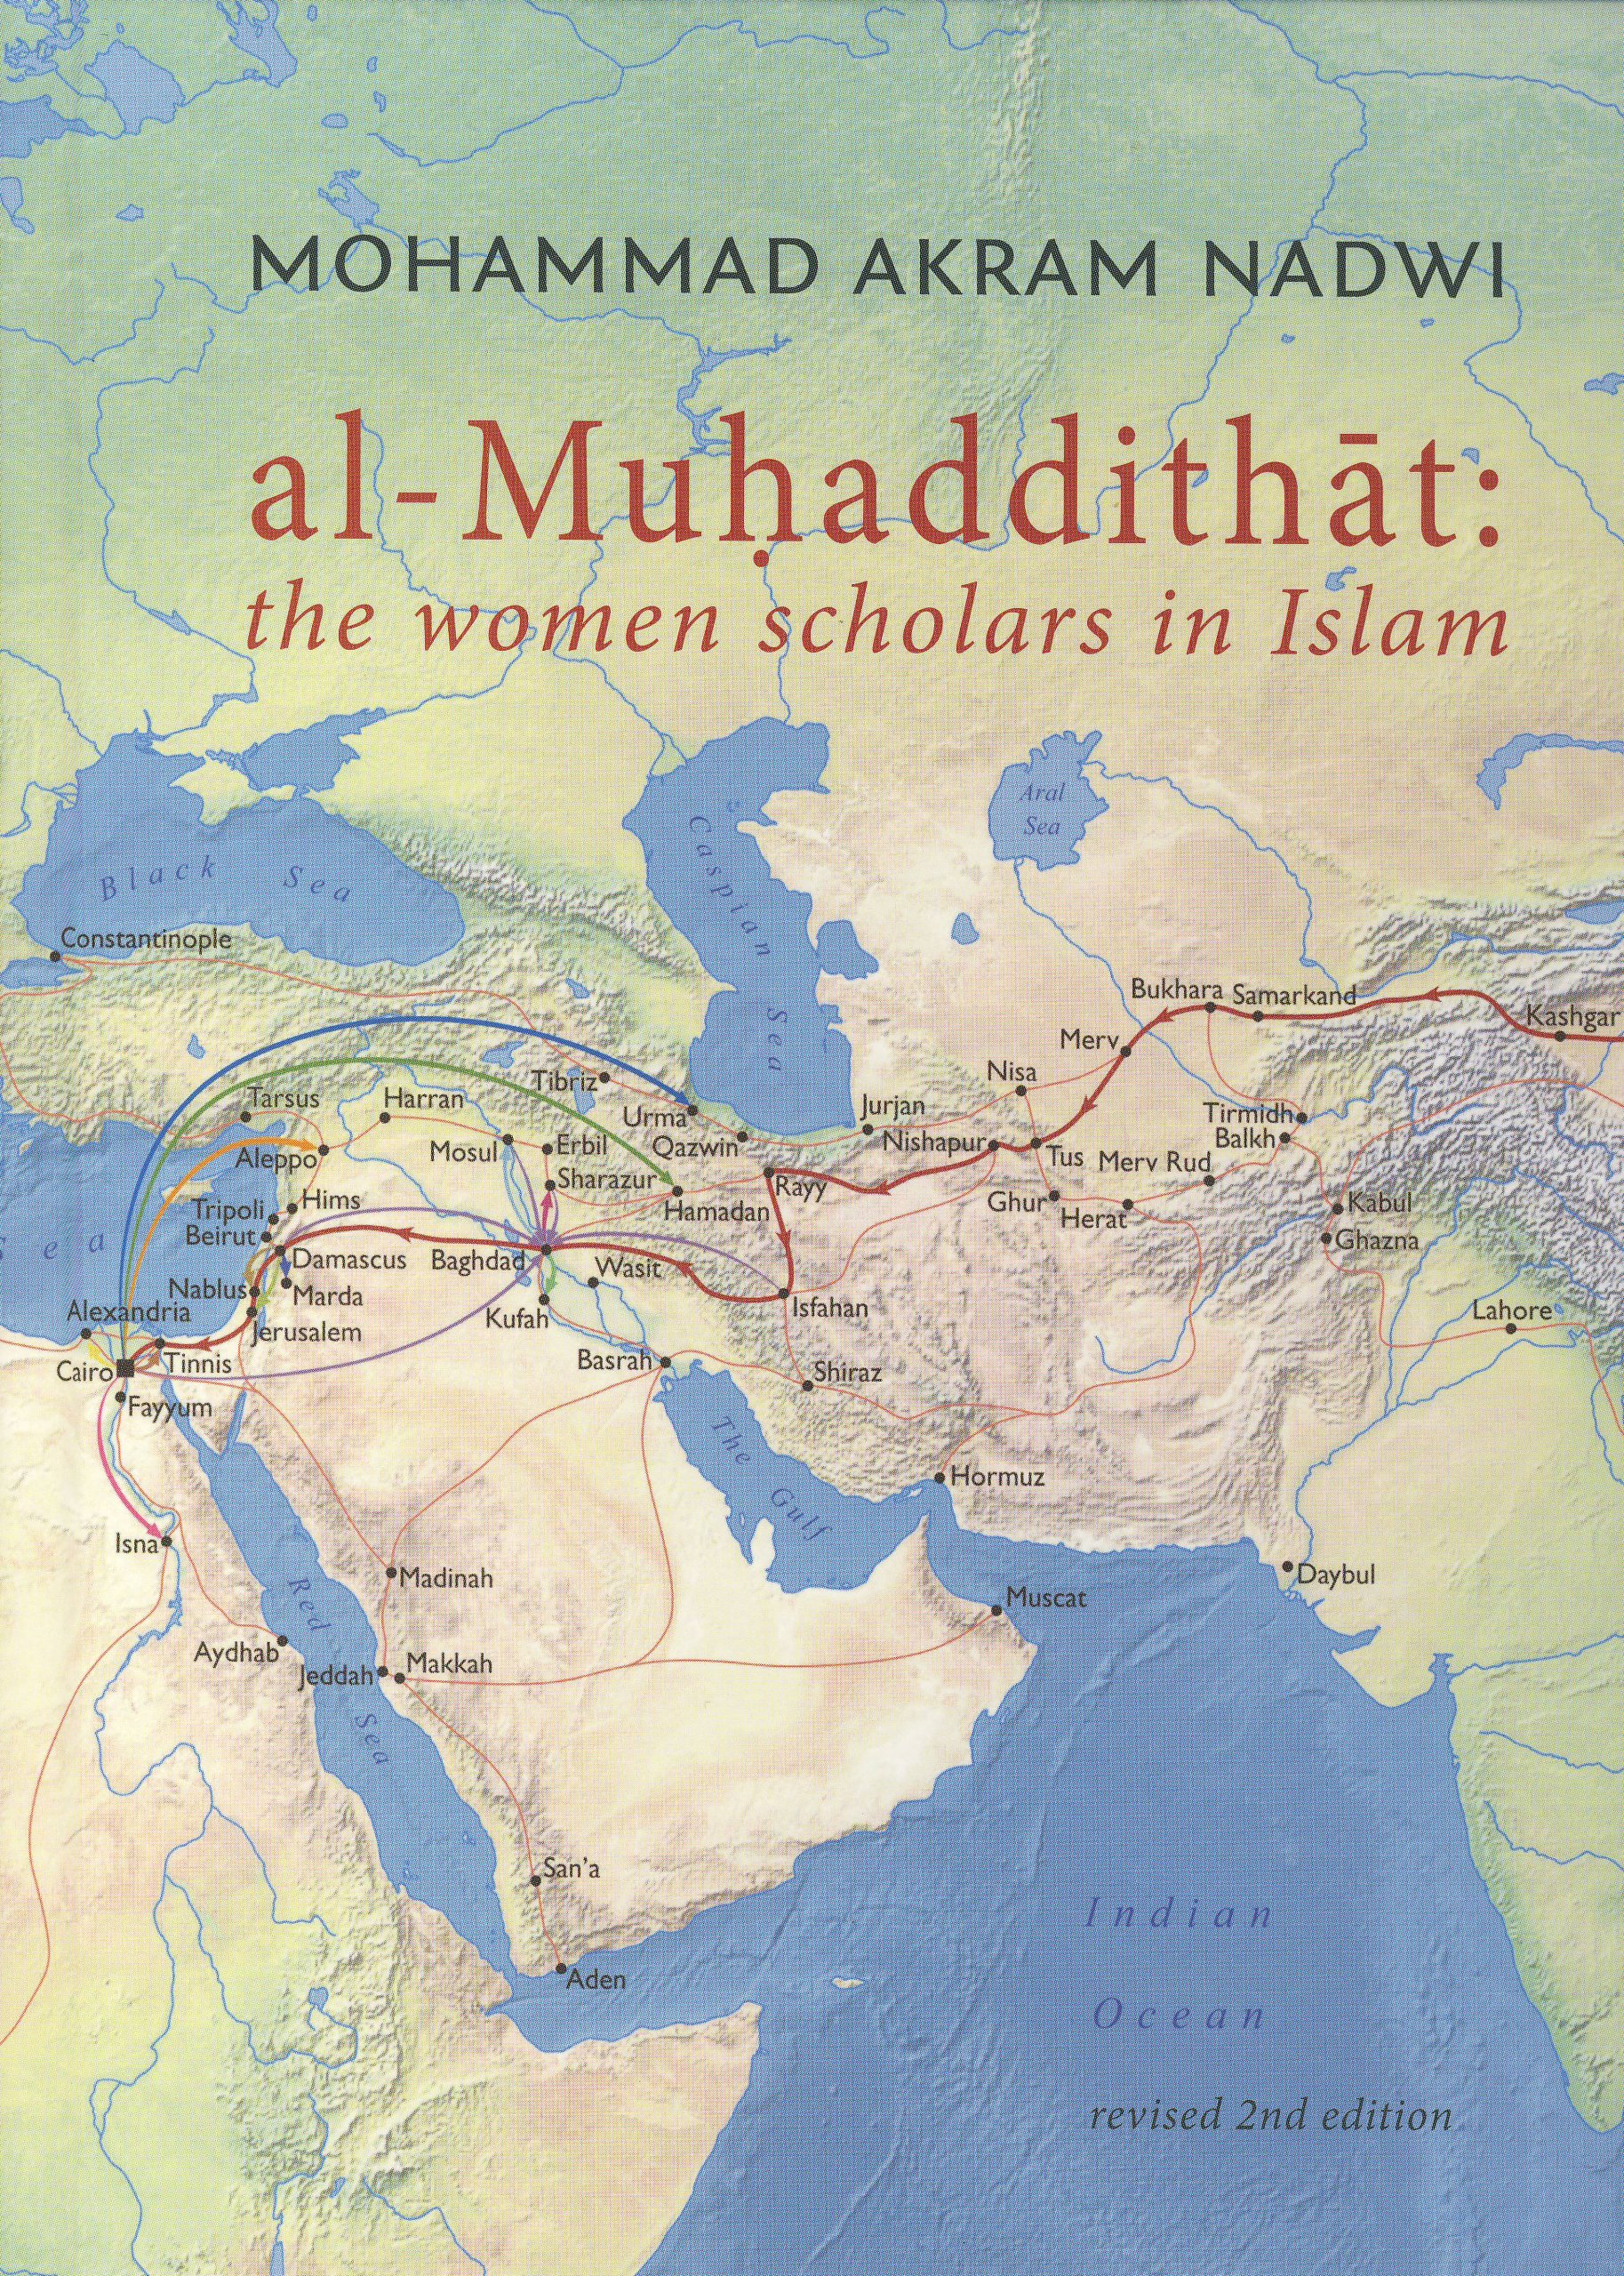 MOHAMMAD AKRAM NADWI
al-Muḥaddithāt:
the women scholars in Islam
Aral
Sea
Caspian Sea
Black Sea
Constantinople
Bukhara
Samarkand
Kashgar
Merv
Nisa
Tibriz
Tarsus
Harran
Urma
Jurjan
Tirmidh
Balkh
Mosul
Erbil
Qazwin
Nishapur
Tus
Merv Rud
Aleppo
Sharazur
Rayy
Hamadan
Ghur
Herat
Kabul
Tripoli
Hims
Beirut
Ghazna
Sea
Damascus
Baghdad
Wasit
Nablus
Marda
Isfahan
Alexandria
Kufah
Lahore
Jerusalem
Cairo
Tinnis
Basrah
Shiraz
Fayyum
The Gulf
Hormuz
Isna
Madinah
Daybul
Muscat
Red Sea
Aydhab
Jeddah
Makkah
San'a
Aden
Indian
Ocean
revised 2nd edition